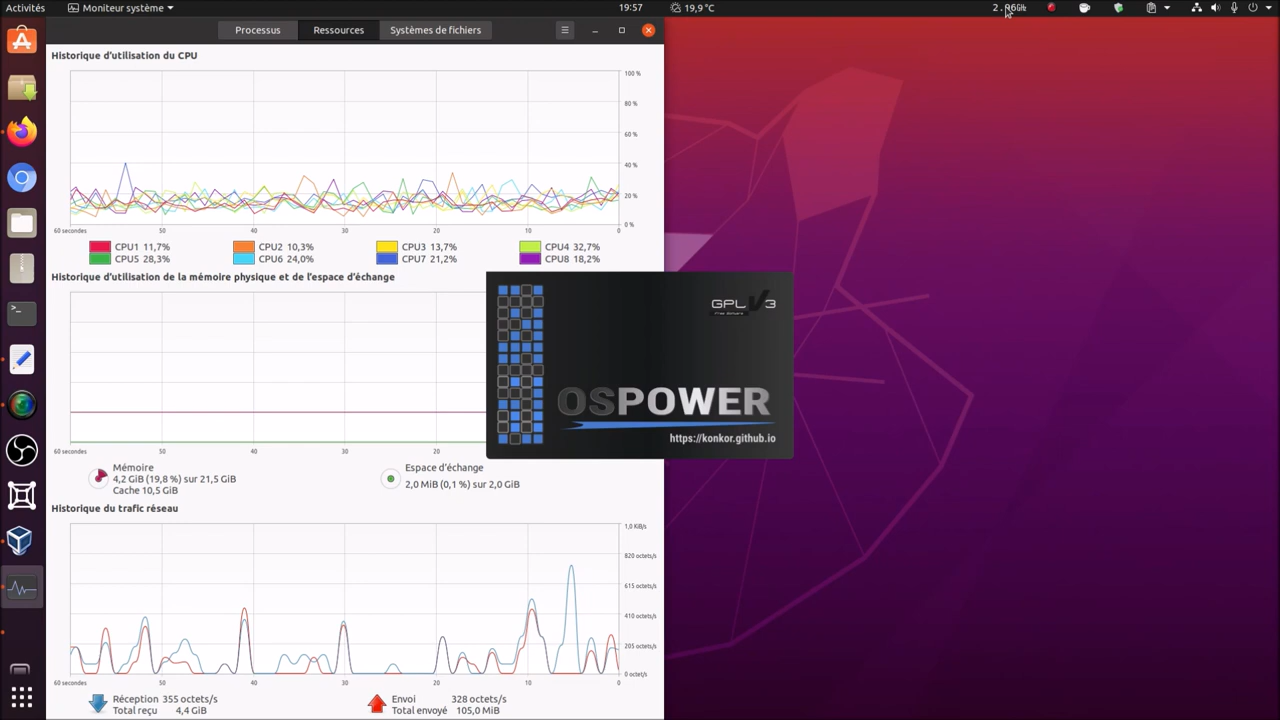 Activités
Moniteur système
19:57
19,9 °C
Processus
Ressources
Systèmes de fichiers
Historique d'utilisation du CPU
100 %
80 %
60 %
40 %
20 %
0 %
60 secondes
50
40
30
20
10
0
CPU1 11,7%
CPU2 10,3%
CPU3 13,7%
CPU4 32,7%
CPU5 28,3%
CPU6 24,0%
CPU7 21,2%
CPU8 18,2%
Historique d'utilisation de la mémoire physique et de l'espace d'échange
GPL V3
Free Software
OSPOWER
https://konkor.github.io
60 secondes
50
40
30
20
Mémoire
4,2 GiB (19,8 %) sur 21,5 GiB
Cache 10,5 GiB
Espace d'échange
2,0 MiB (0,1 %) sur 2,0 GiB
Historique du trafic réseau
1,0 KiB/s
820 octets/s
615 octets/s
410 octets/s
205 octets/s
0 octet/s
60 secondes
50
40
30
20
10
0
Réception 355 octets/s
Total reçu 4,4 GiB
Envoi 328 octets/s
Total envoyé 105,0 MiB